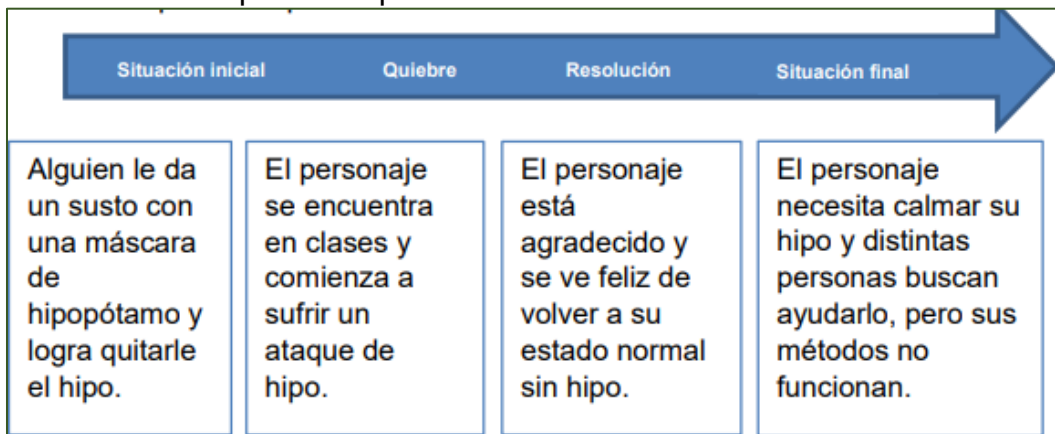 Situación inicial Quiebre Resolución Situación final
Alguien le da
un susto con
una máscara
de
hipopótamo y
logra quitarle
el hipo.
El personaje
se encuentra
en clases y
comienza a
sufrir un
ataque de
hipo.
El personaje
está
agradecido y
se ve feliz de
volver a su
estado normal
sin hipo.
El personaje
necesita calmar su
hipo y distintas
personas buscan
ayudarlo, pero sus
métodos no
funcionan.